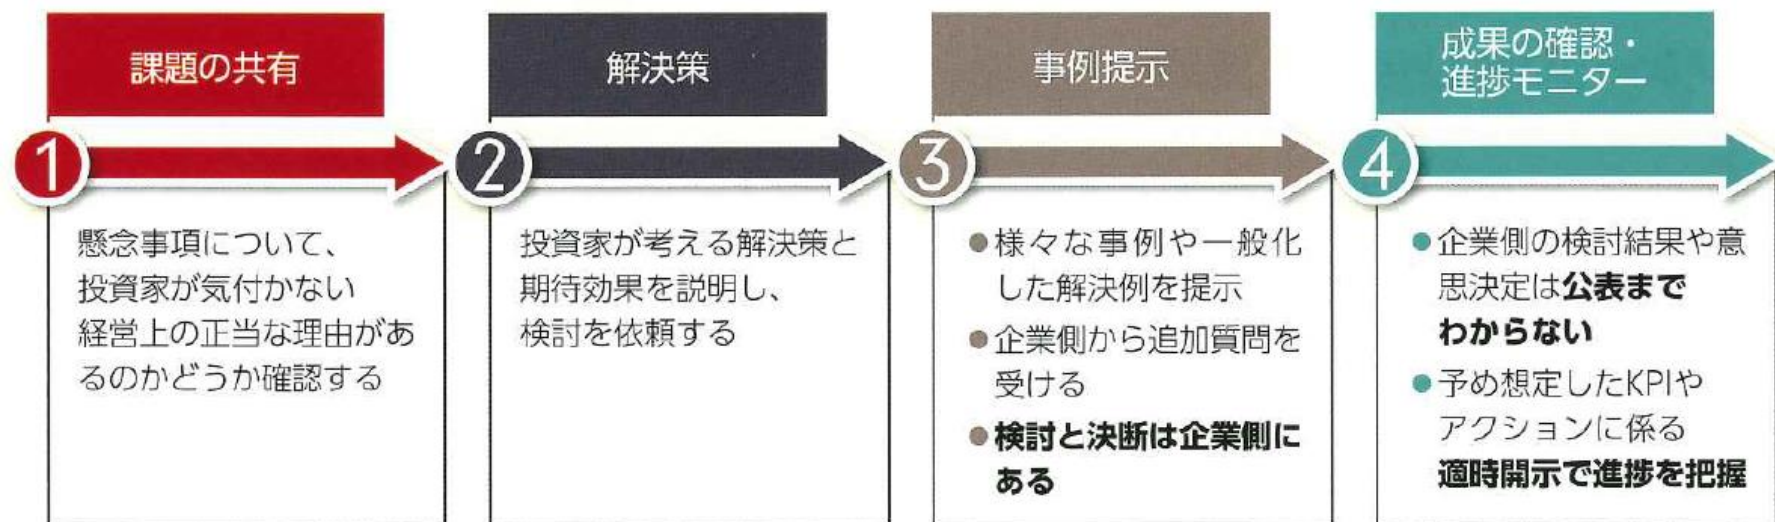 課題の共有
1
懸念事項について、
投資家が気付かない
経営上の正当な理由があ
るのかどうか確認する
解決策
2
投資家が考える解決策と
期待効果を説明し、
検討を依頼する
事例提示
3
●様々な事例や一般化
した解決例を提示
●企業側から追加質問を
受ける
●検討と決断は企業側に
ある
成果の確認・
進捗モニター
4
●企業側の検討結果や意
思決定は公表まで
わからない
●予め想定したKPIや
アクションに係る
適時開示で進捗を把握